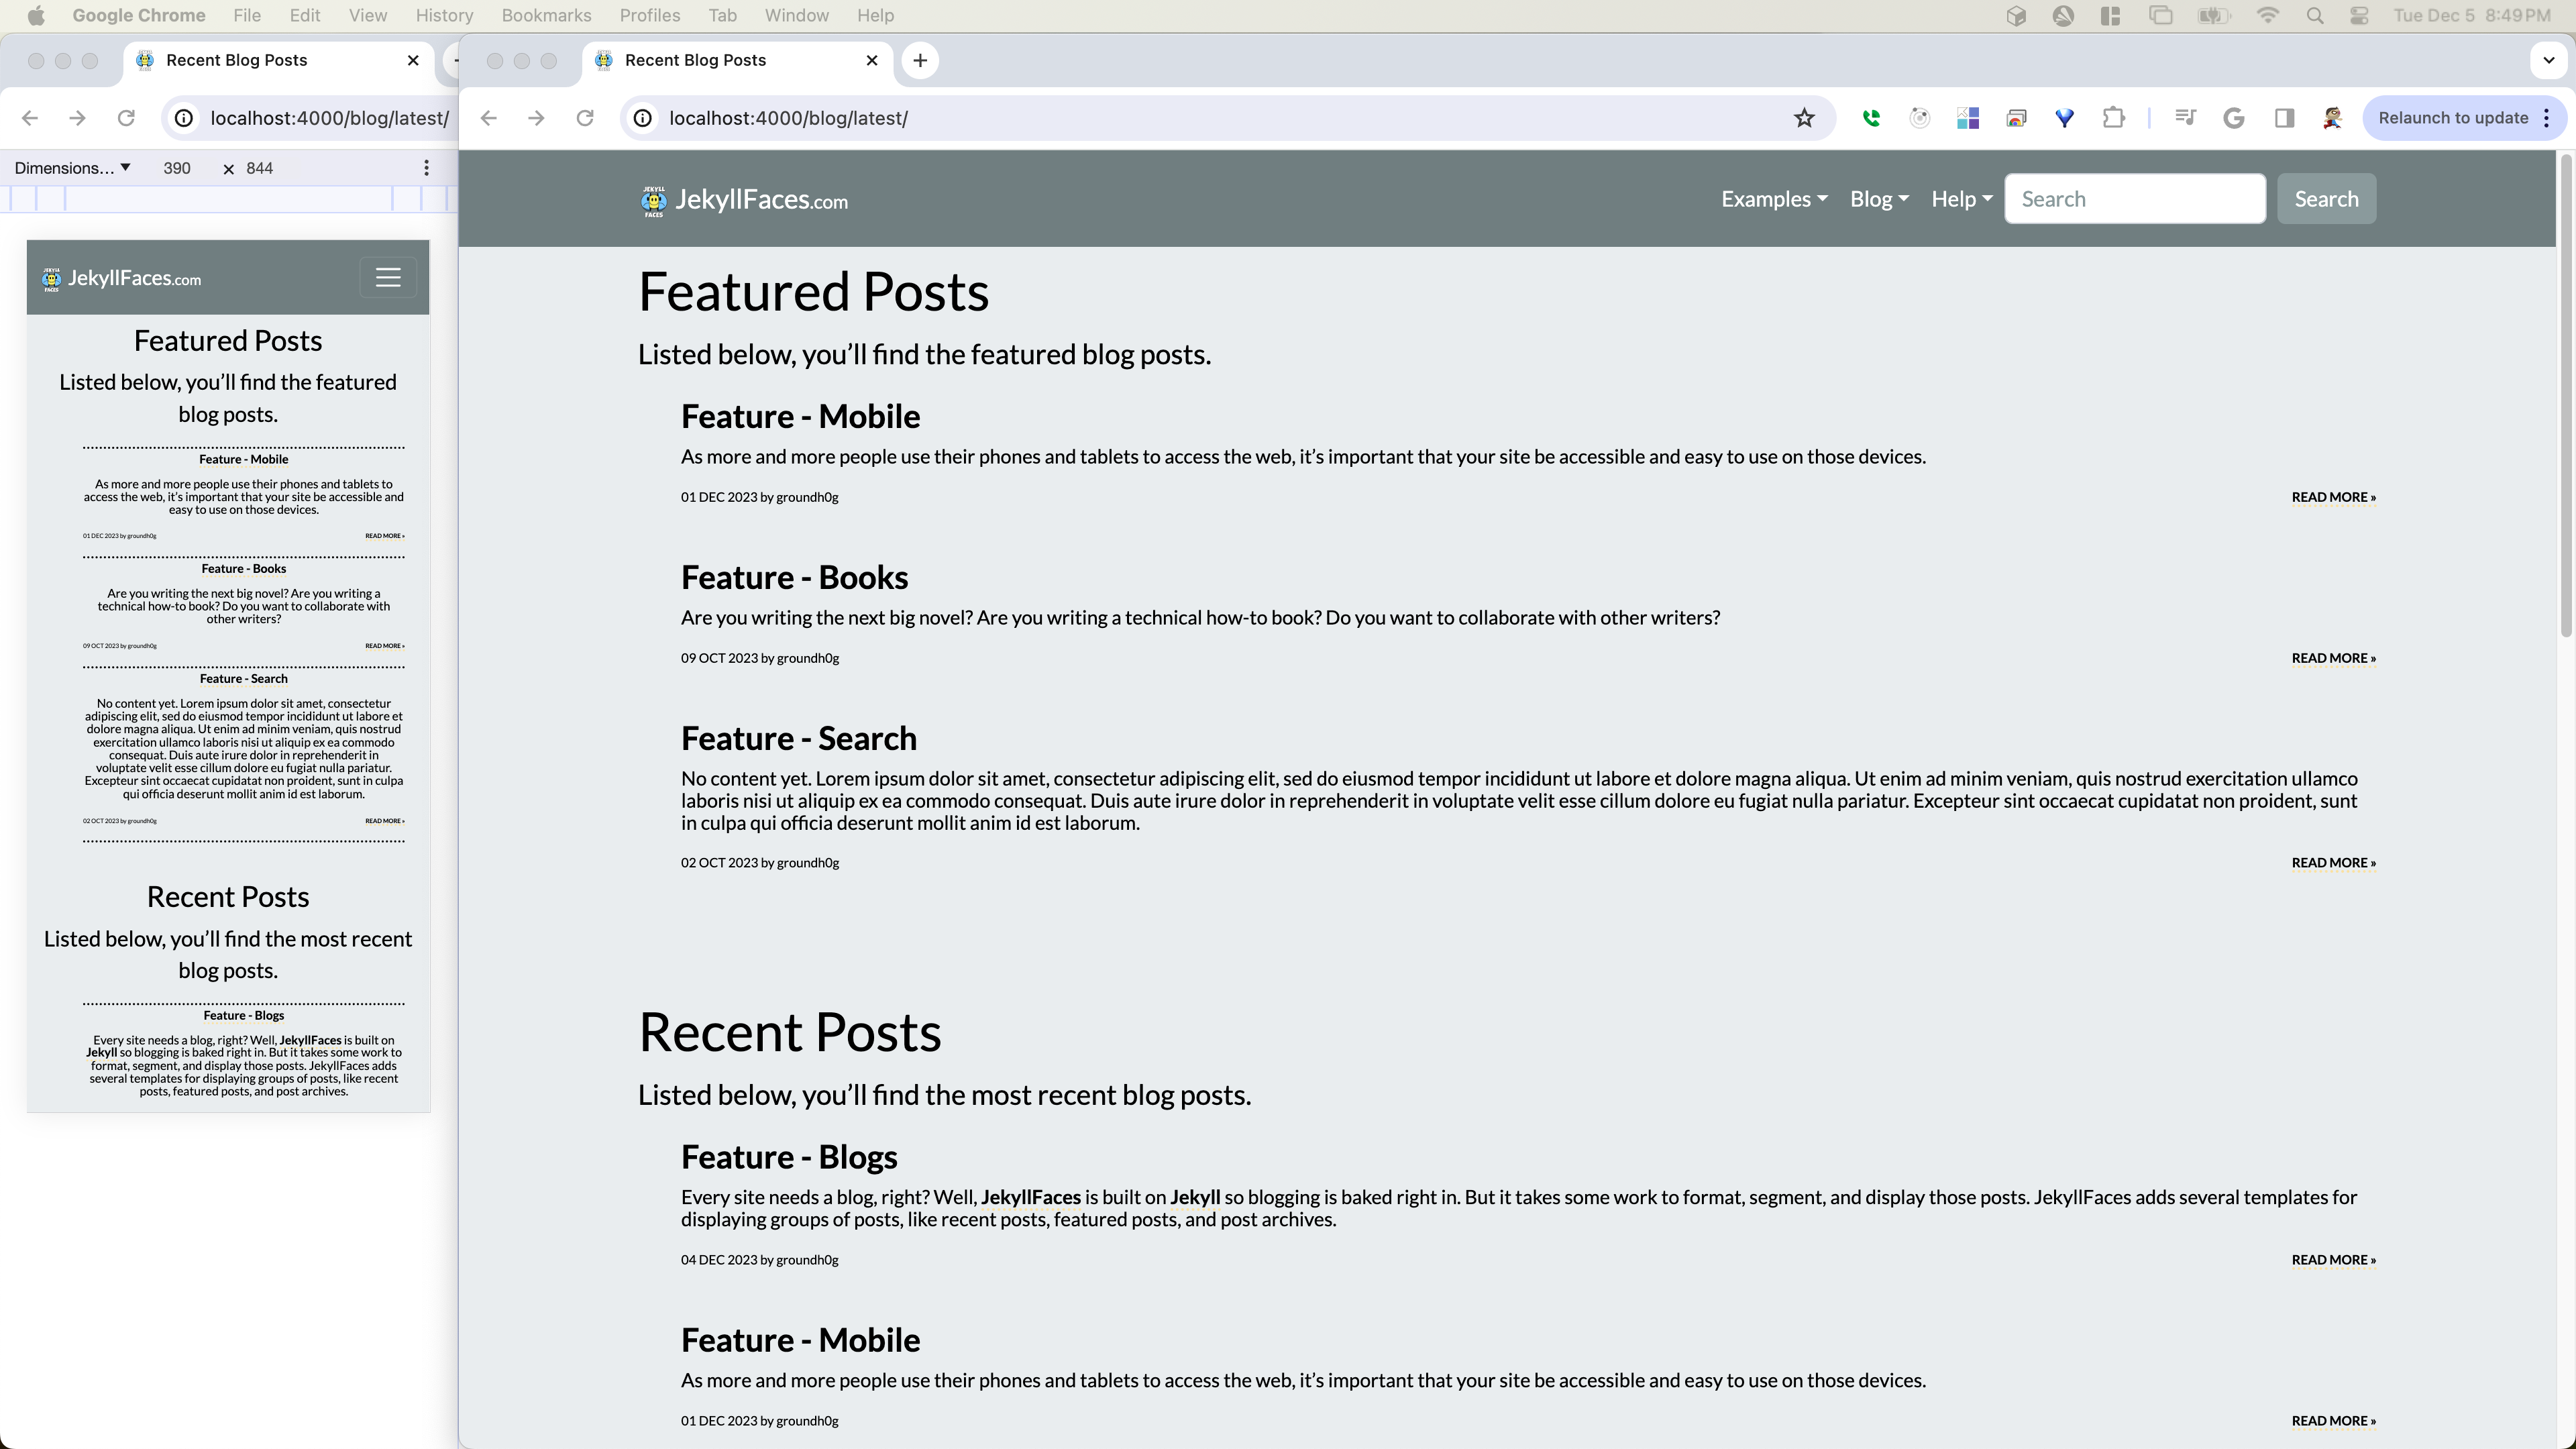 Google Chrome File Edit View History Bookmarks Profiles Tab Window Help Tue Dec 5 8:49 PM
Recent Blog Posts
localhost:4000/blog/latest/
Dimensions... 390 × 844
JEKYLL FACES JekyllFaces.com
Featured Posts
Listed below, you’ll find the featured
blog posts.
Feature - Mobile
As more and more people use their phones and tablets to
access the web, it’s important that your site be accessible and
easy to use on those devices.
01 DEC 2023 by groundh0g READ MORE »
Feature - Books
Are you writing the next big novel? Are you writing a
technical how-to book? Do you want to collaborate with
other writers?
09 OCT 2023 by groundh0g READ MORE »
Feature - Search
No content yet. Lorem ipsum dolor sit amet, consectetur
adipiscing elit, sed do eiusmod tempor incididunt ut labore et
dolore magna aliqua. Ut enim ad minim veniam, quis nostrud
exercitation ullamco laboris nisi ut aliquip ex ea commodo
consequat. Duis aute irure dolor in reprehenderit in
voluptate velit esse cillum dolore eu fugiat nulla pariatur.
Excepteur sint occaecat cupidatat non proident, sunt in culpa
qui officia deserunt mollit anim id est laborum.
02 OCT 2023 by groundh0g READ MORE »
Recent Posts
Listed below, you’ll find the most recent
blog posts.
Feature - Blogs
Every site needs a blog, right? Well, JekyllFaces is built on
Jekyll so blogging is baked right in. But it takes some work to
format, segment, and display those posts. JekyllFaces adds
several templates for displaying groups of posts, like recent
posts, featured posts, and post archives.
Recent Blog Posts
localhost:4000/blog/latest/ Relaunch to update
JEKYLL FACES JekyllFaces.com Examples Blog Help Search Search
Featured Posts
Listed below, you’ll find the featured blog posts.
Feature - Mobile
As more and more people use their phones and tablets to access the web, it’s important that your site be accessible and easy to use on those devices.
01 DEC 2023 by groundh0g READ MORE »
Feature - Books
Are you writing the next big novel? Are you writing a technical how-to book? Do you want to collaborate with other writers?
09 OCT 2023 by groundh0g READ MORE »
Feature - Search
No content yet. Lorem ipsum dolor sit amet, consectetur adipiscing elit, sed do eiusmod tempor incididunt ut labore et dolore magna aliqua. Ut enim ad minim veniam, quis nostrud exercitation ullamco
laboris nisi ut aliquip ex ea commodo consequat. Duis aute irure dolor in reprehenderit in voluptate velit esse cillum dolore eu fugiat nulla pariatur. Excepteur sint occaecat cupidatat non proident, sunt
in culpa qui officia deserunt mollit anim id est laborum.
02 OCT 2023 by groundh0g READ MORE »
Recent Posts
Listed below, you’ll find the most recent blog posts.
Feature - Blogs
Every site needs a blog, right? Well, JekyllFaces is built on Jekyll so blogging is baked right in. But it takes some work to format, segment, and display those posts. JekyllFaces adds several templates for
displaying groups of posts, like recent posts, featured posts, and post archives.
04 DEC 2023 by groundh0g READ MORE »
Feature - Mobile
As more and more people use their phones and tablets to access the web, it’s important that your site be accessible and easy to use on those devices.
01 DEC 2023 by groundh0g READ MORE »